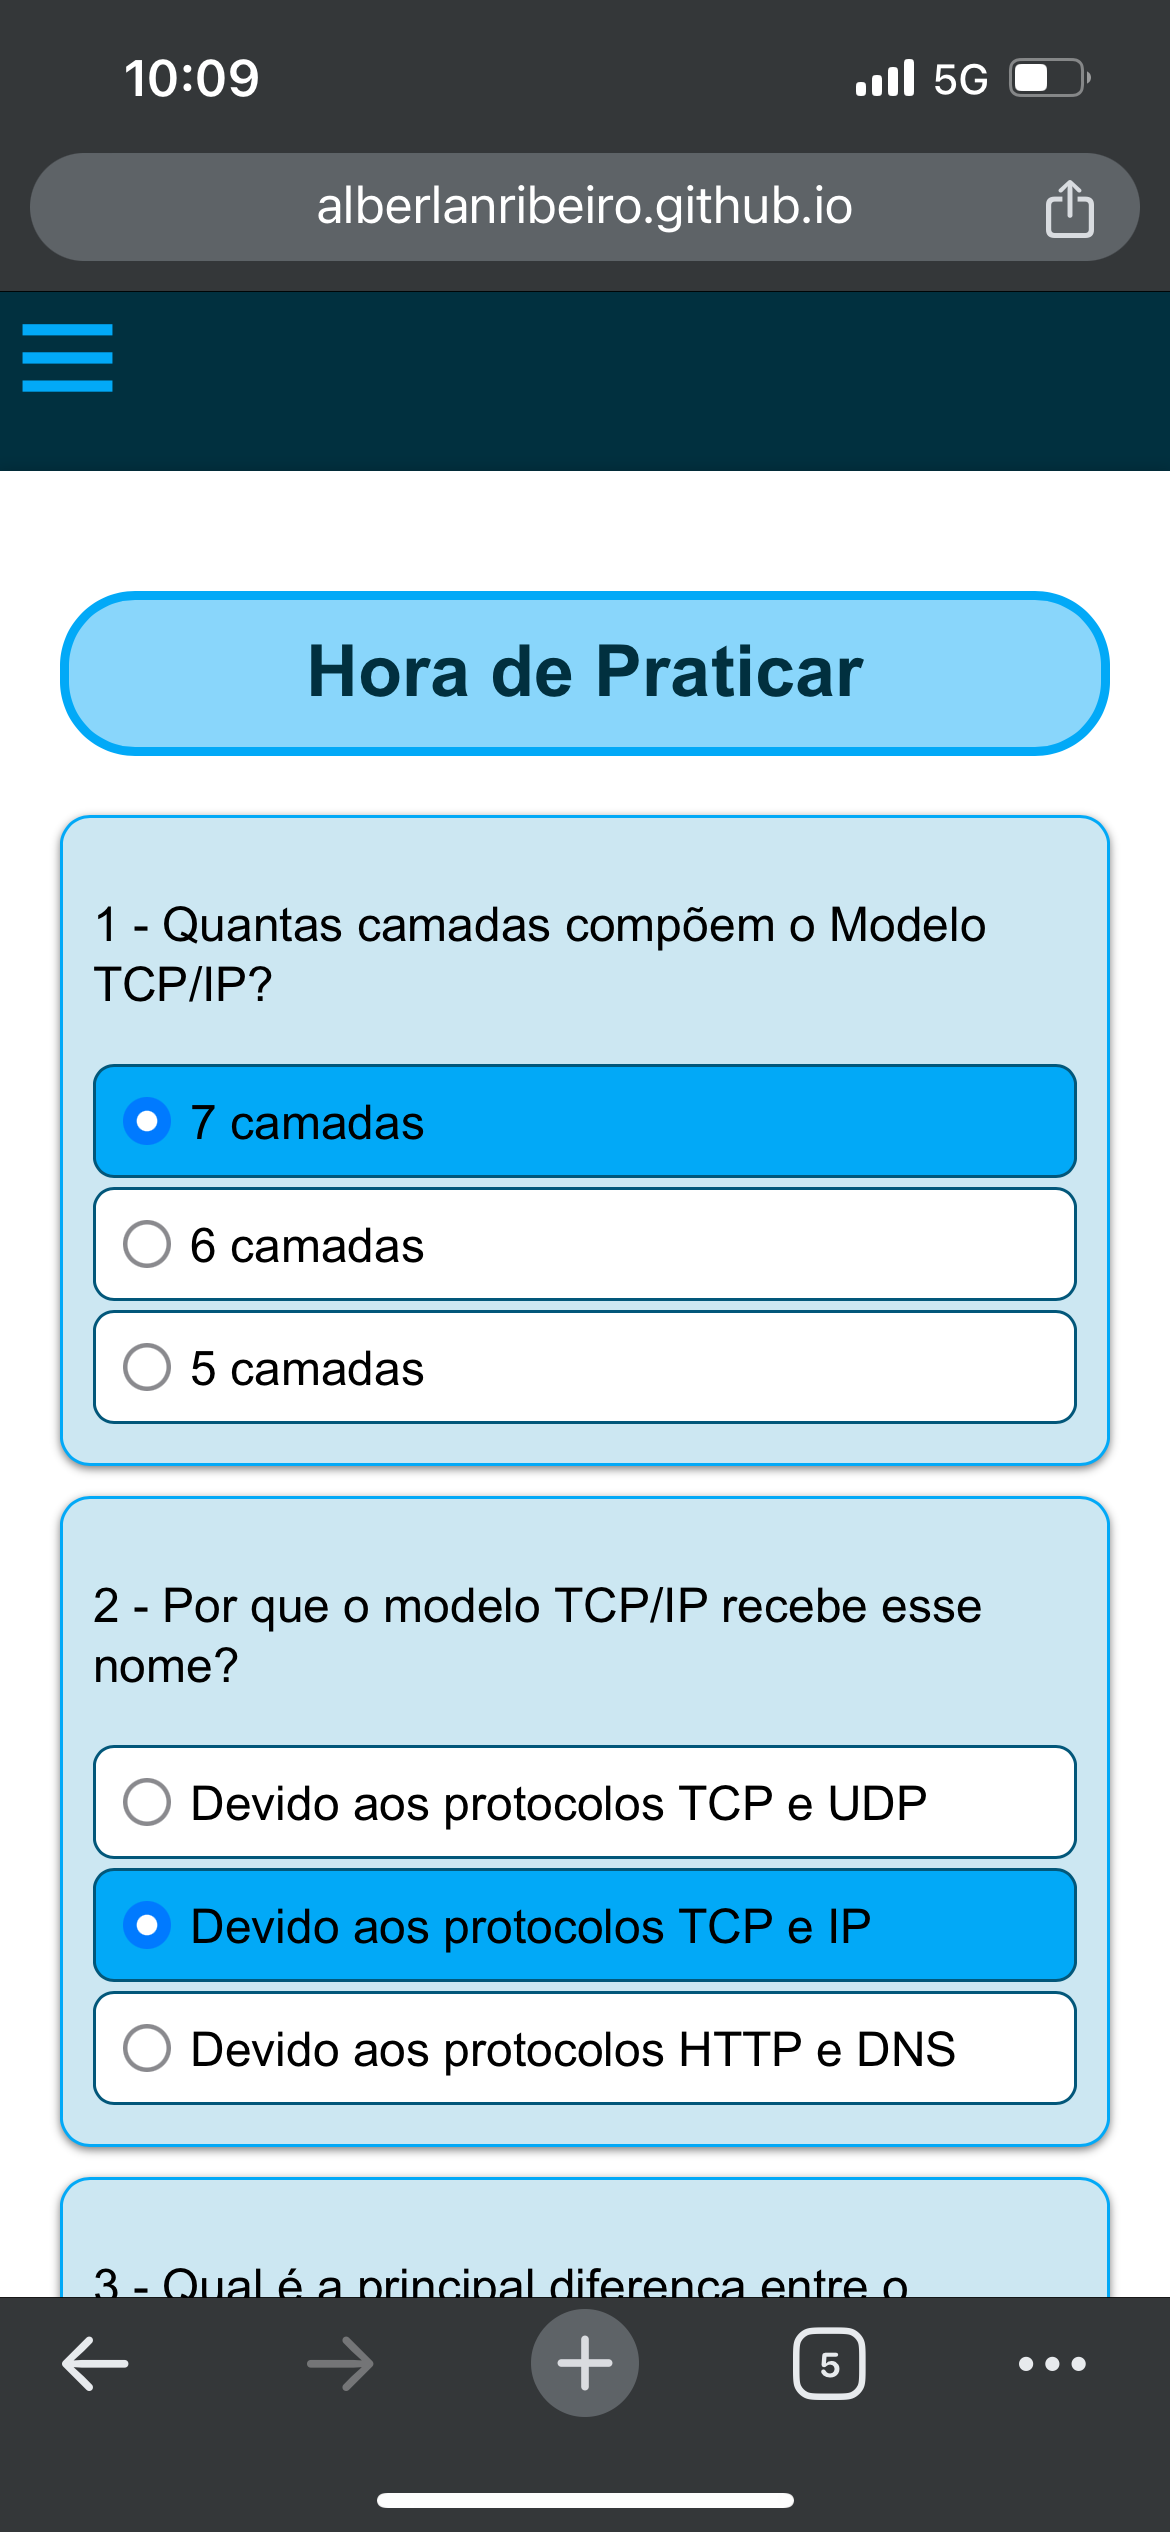 10:09
5G
alberlanribeiro.github.io
Hora de Praticar
1 - Quantas camadas compõem o Modelo
TCP/IP?
7 camadas
6 camadas
5 camadas
2 - Por que o modelo TCP/IP recebe esse
nome?
Devido aos protocolos TCP e UDP
Devido aos protocolos TCP e IP
Devido aos protocolos HTTP e DNS
3 - Qual é a principal diferença entre o
5